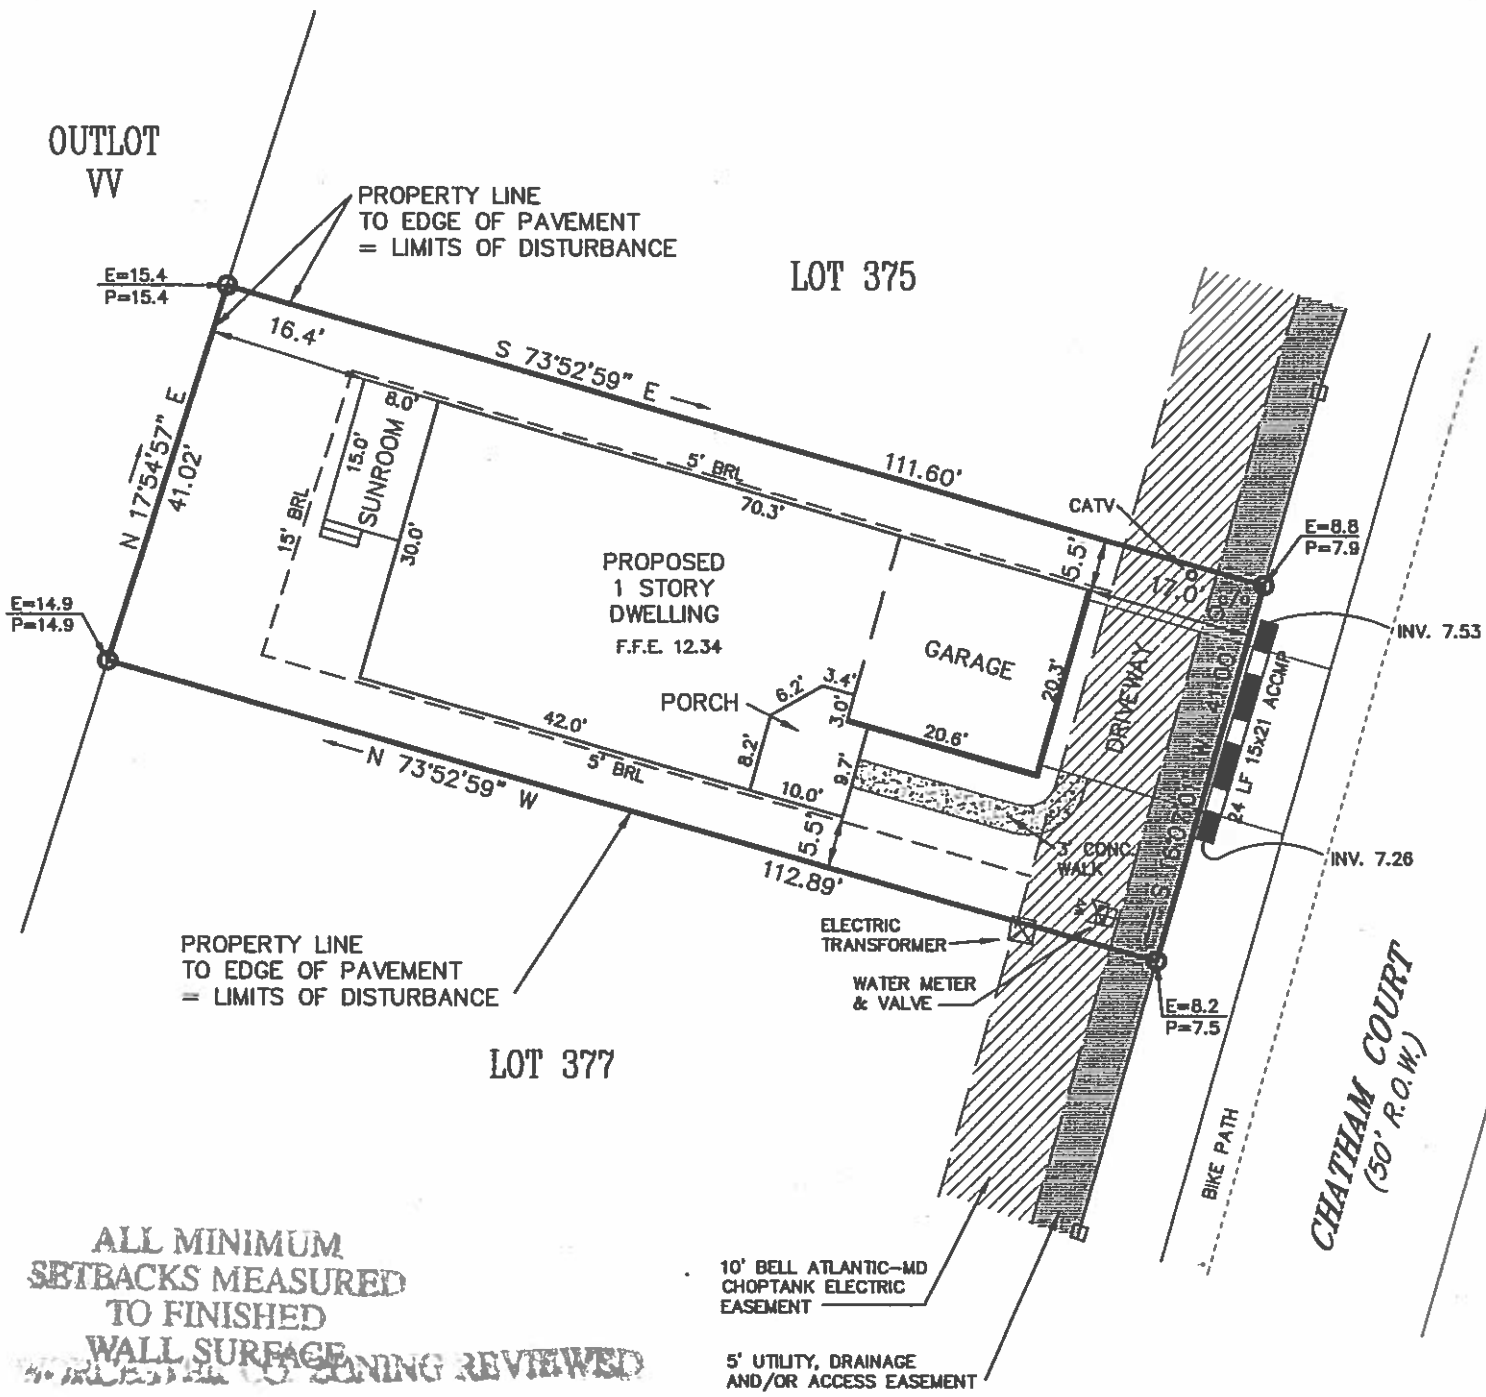 OUTLOT
VV
PROPERTY LINE
TO EDGE OF PAVEMENT
= LIMITS OF DISTURBANCE
LOT 375
E=15.4
P=15.4
16.4'
S 73°52'59" E
8.0'
15.0'
SUNROOM
N 17°54'57" E
41.02'
5' BRL
111.60'
70.3'
CATV
E=8.8
P=7.9
15' BRL
30.0'
PROPOSED
1 STORY
DWELLING
F.F.E. 12.34
5.5'
17.0'
E=14.9
P=14.9
INV. 7.53
GARAGE
20.3'
DRIVEWAY
41.00'
24 LF 15x21 ACCMP
PORCH
6.2'
3.4'
3.0'
20.6'
42.0'
8.2'
9.7'
5' BRL
N 73°52'59" W
10.0'
5.5'
112.89'
3' CONC.
WALK
INV. 7.26
ELECTRIC
TRANSFORMER
WATER METER
& VALVE
W
PROPERTY LINE
TO EDGE OF PAVEMENT
= LIMITS OF DISTURBANCE
E=8.2
P=7.5
LOT 377
BIKE PATH
CHATHAM COURT
(50' R.O.W.)
ALL MINIMUM
SETBACKS MEASURED
TO FINISHED
WALL SURFACE
ZONING REVIEWED
10' BELL ATLANTIC-MD
CHOPTANK ELECTRIC
EASEMENT
5' UTILITY, DRAINAGE
AND/OR ACCESS EASEMENT